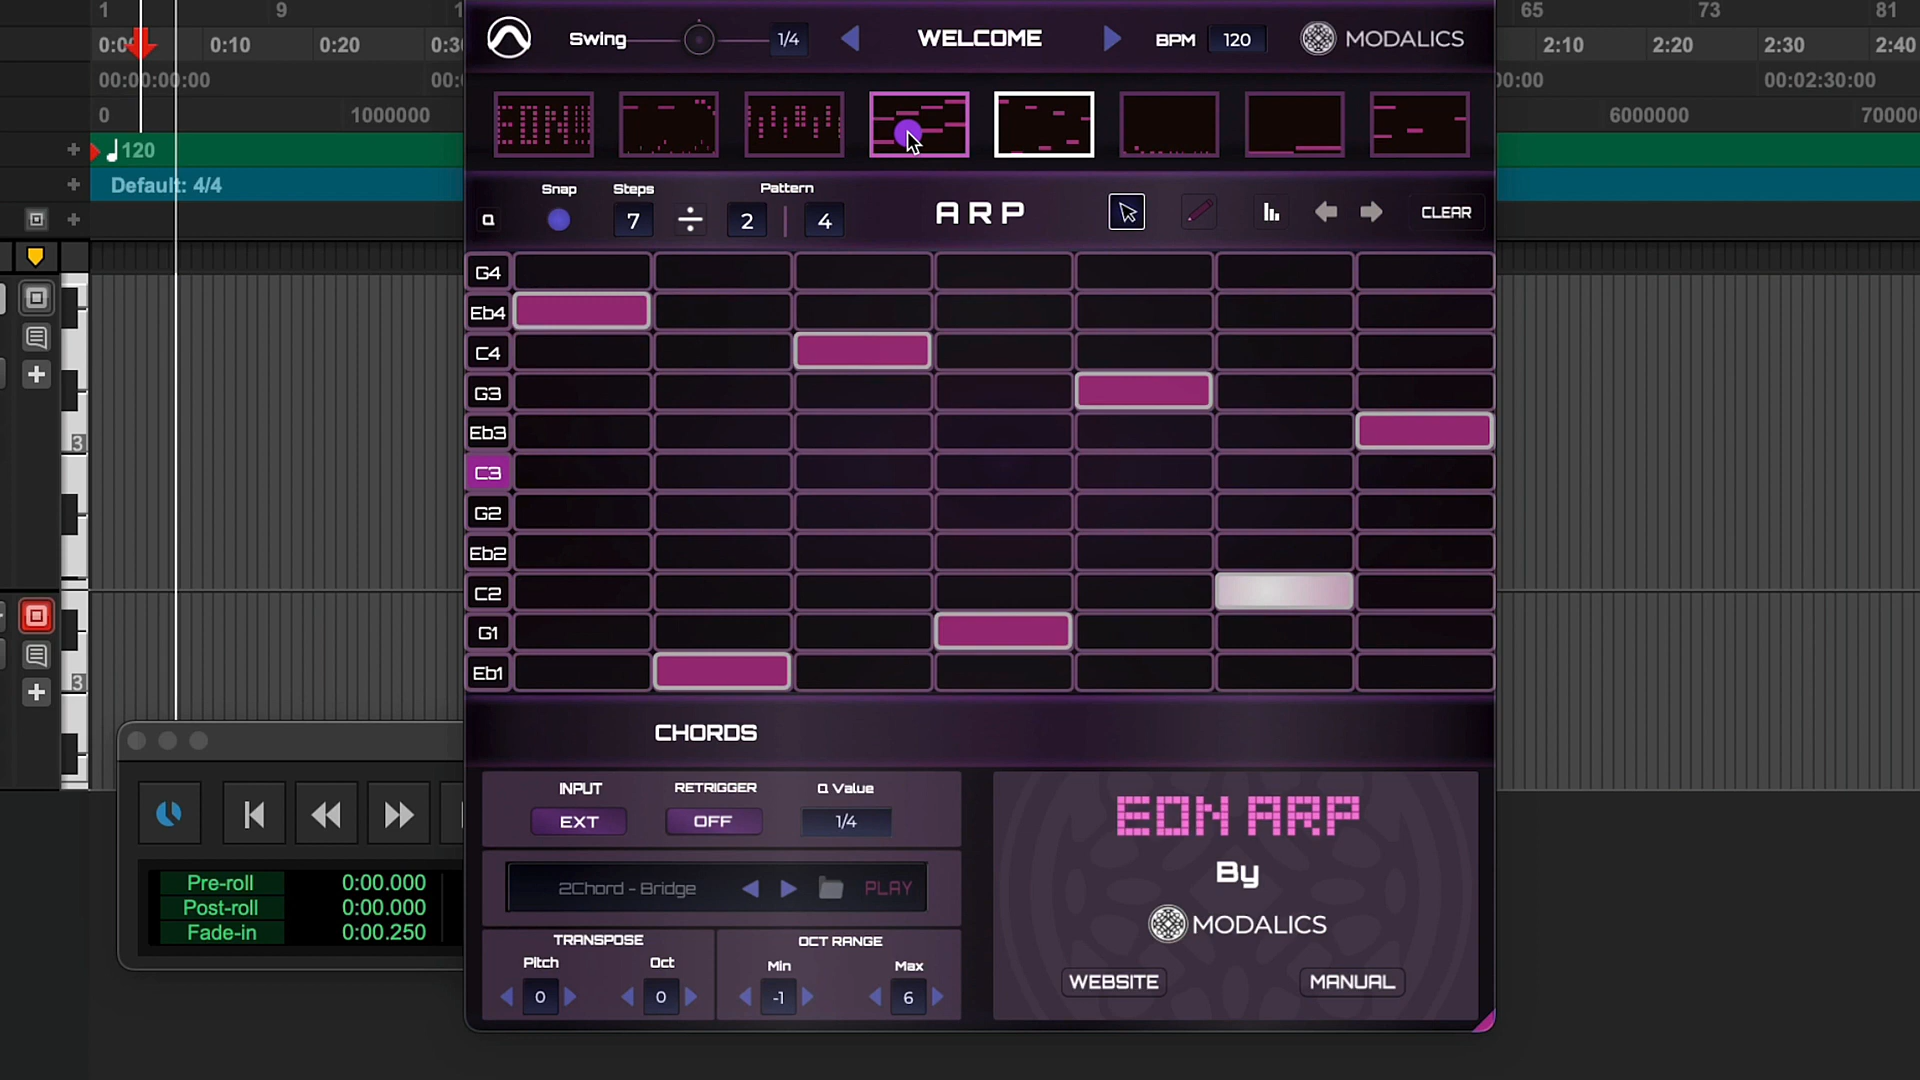 1 9 1 65 73 81
0:0 0:10 0:20 0:30 2:10 2:20 2:30 2:40
00:00:00:00 00: 00:00 00:02:30:00
0 1000000 6000000 70000
120
Default: 4/4
Swing 1/4 WELCOME BPM 120 MODALICS
EON!!!
Snap Steps Pattern
Q 7 ÷ 2 | 4 ARP CLEAR
G4
Eb4
C4
G3
Eb3
C3
G2
Eb2
C2
G1
Eb1
3
3
CHORDS
INPUT RETRIGGER Q Value
EXT OFF 1/4
2Chord - Bridge PLAY
TRANSPOSE OCT RANGE
Pitch Oct Min Max
0 0 -1 6
EON ARP
By
MODALICS
WEBSITE MANUAL
Pre-roll 0:00.000
Post-roll 0:00.000
Fade-in 0:00.250